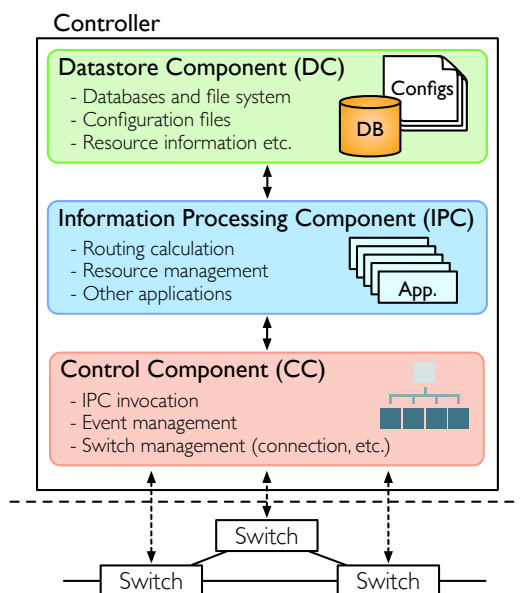 Controller
Datastore Component (DC)
- Databases and file system
- Configuration files
- Resource information etc.
Configs
DB
Information Processing Component (IPC)
- Routing calculation
- Resource management
- Other applications
App.
Control Component (CC)
- IPC invocation
- Event management
- Switch management (connection, etc.)
Switch
Switch
Switch